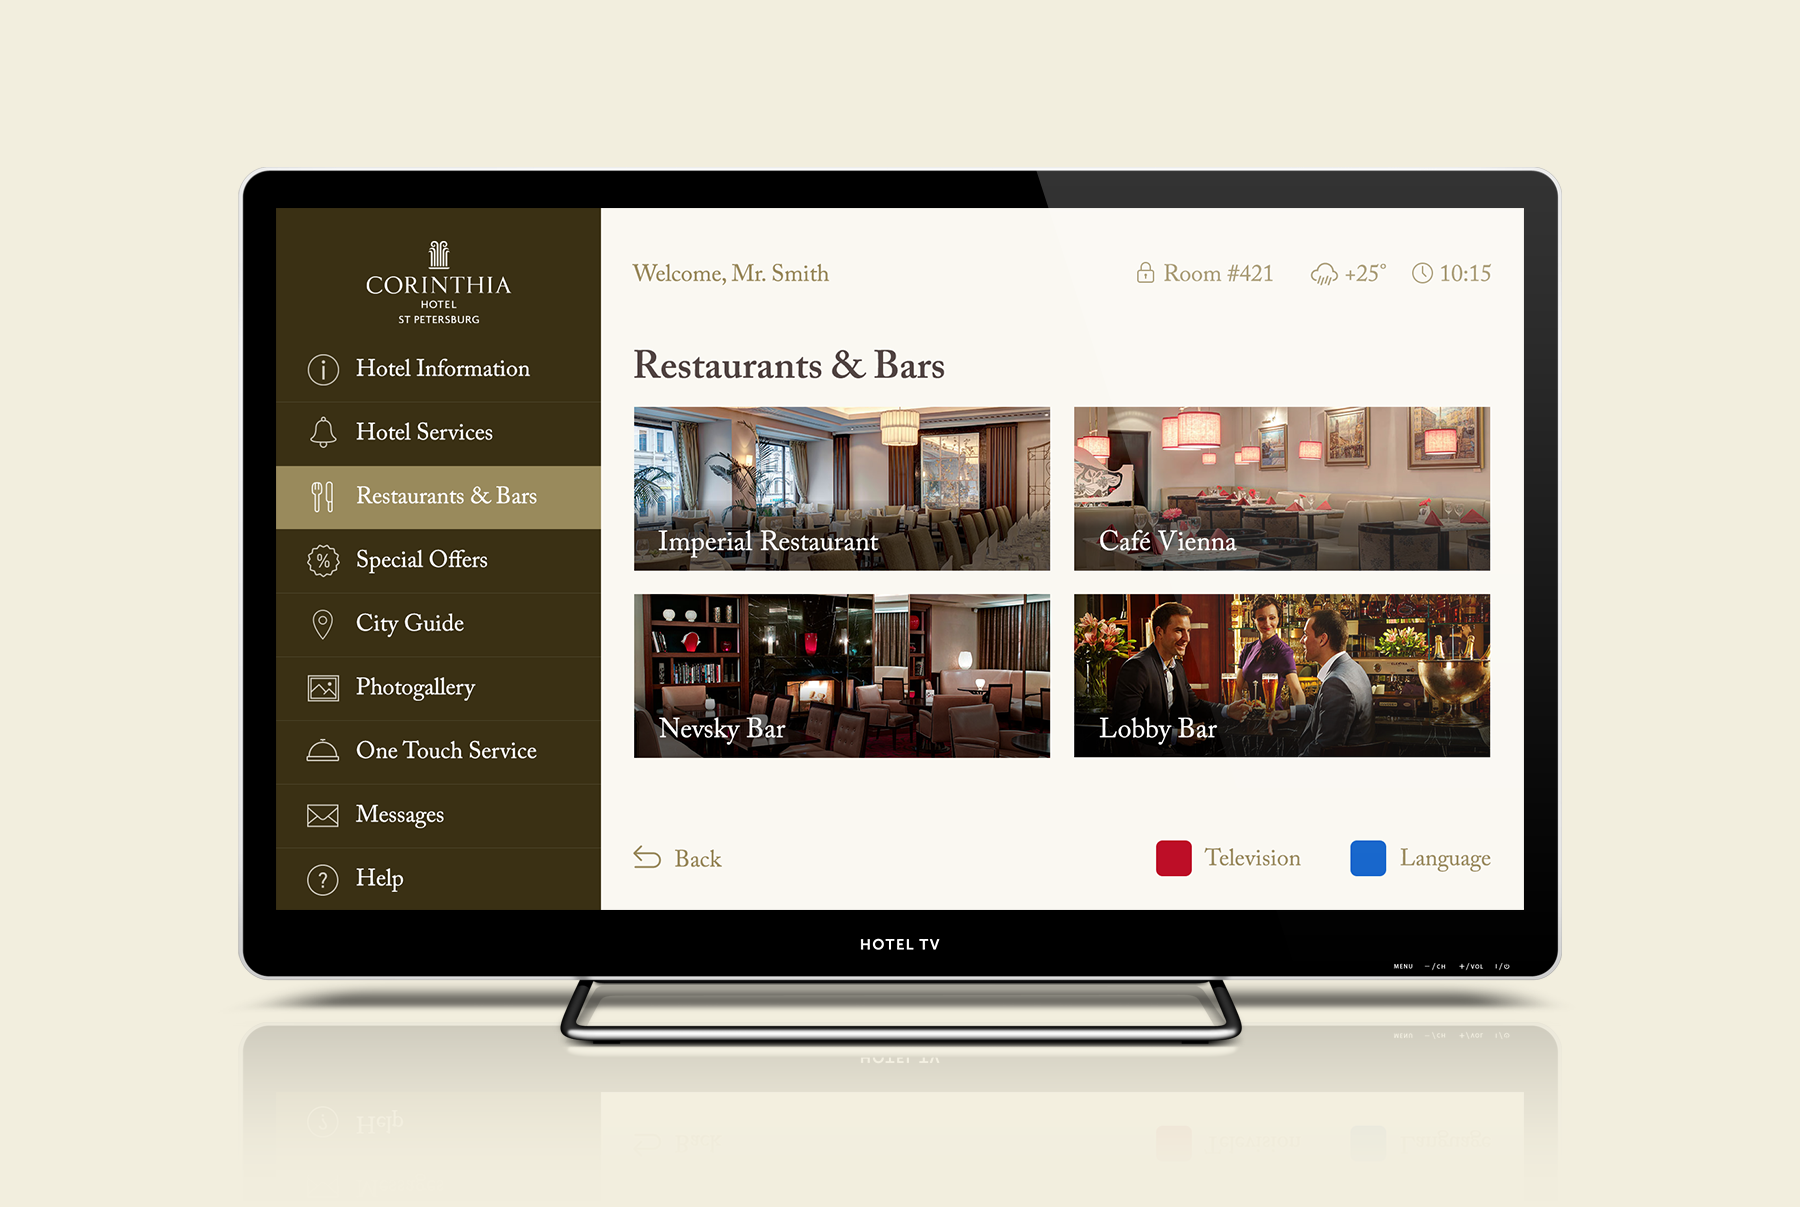 CORINTHIA
HOTEL
ST PETERSBURG
Hotel Information
Hotel Services
Restaurants & Bars
Special Offers
City Guide
Photogallery
One Touch Service
Messages
Help
Welcome, Mr. Smith
Room #421
+25°
10:15
Restaurants & Bars
Imperial Restaurant
Café Vienna
Nevsky Bar
Lobby Bar
Back
Television
Language
HOTEL TV
MENU −/CH +/VOL I/⏻